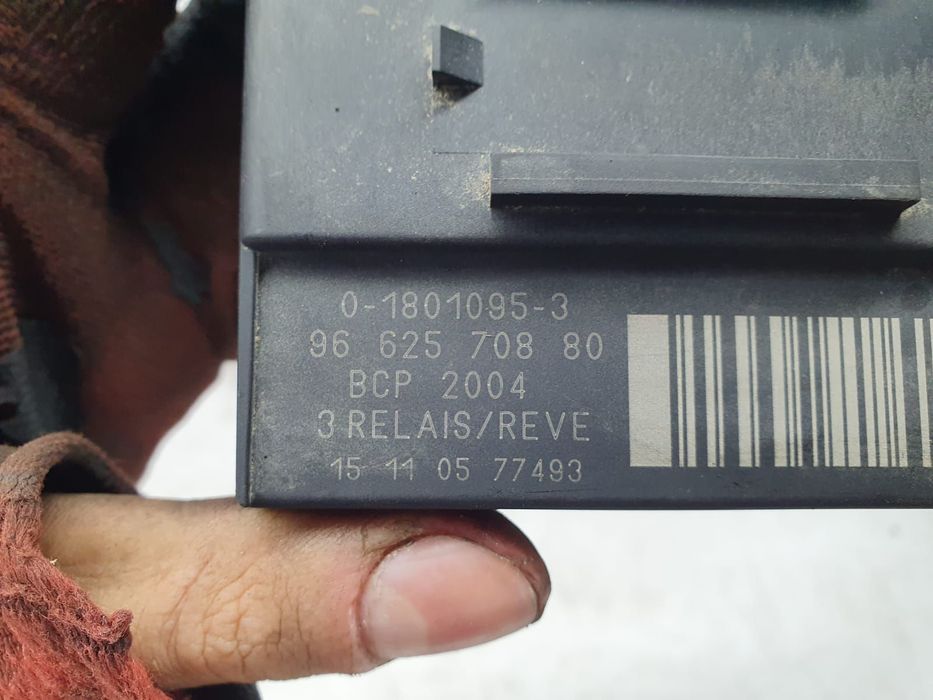 0-1801095-3
96 625 708 80
BCP 2004
3 RELAIS/REVE
15 11 05 77493